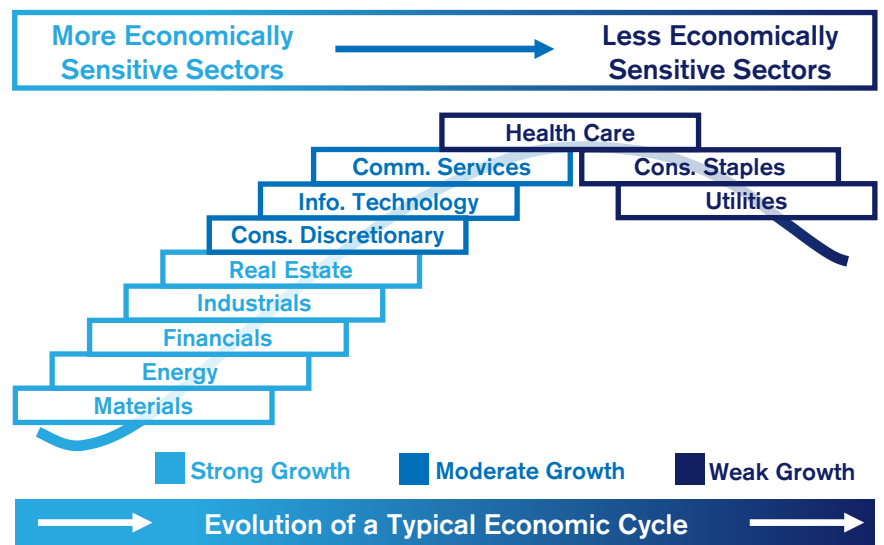 More Economically
Sensitive Sectors
Less Economically
Sensitive Sectors
Health Care
Comm. Services
Cons. Staples
Info. Technology
Utilities
Cons. Discretionary
Real Estate
Industrials
Financials
Energy
Materials
Strong Growth
Moderate Growth
Weak Growth
Evolution of a Typical Economic Cycle